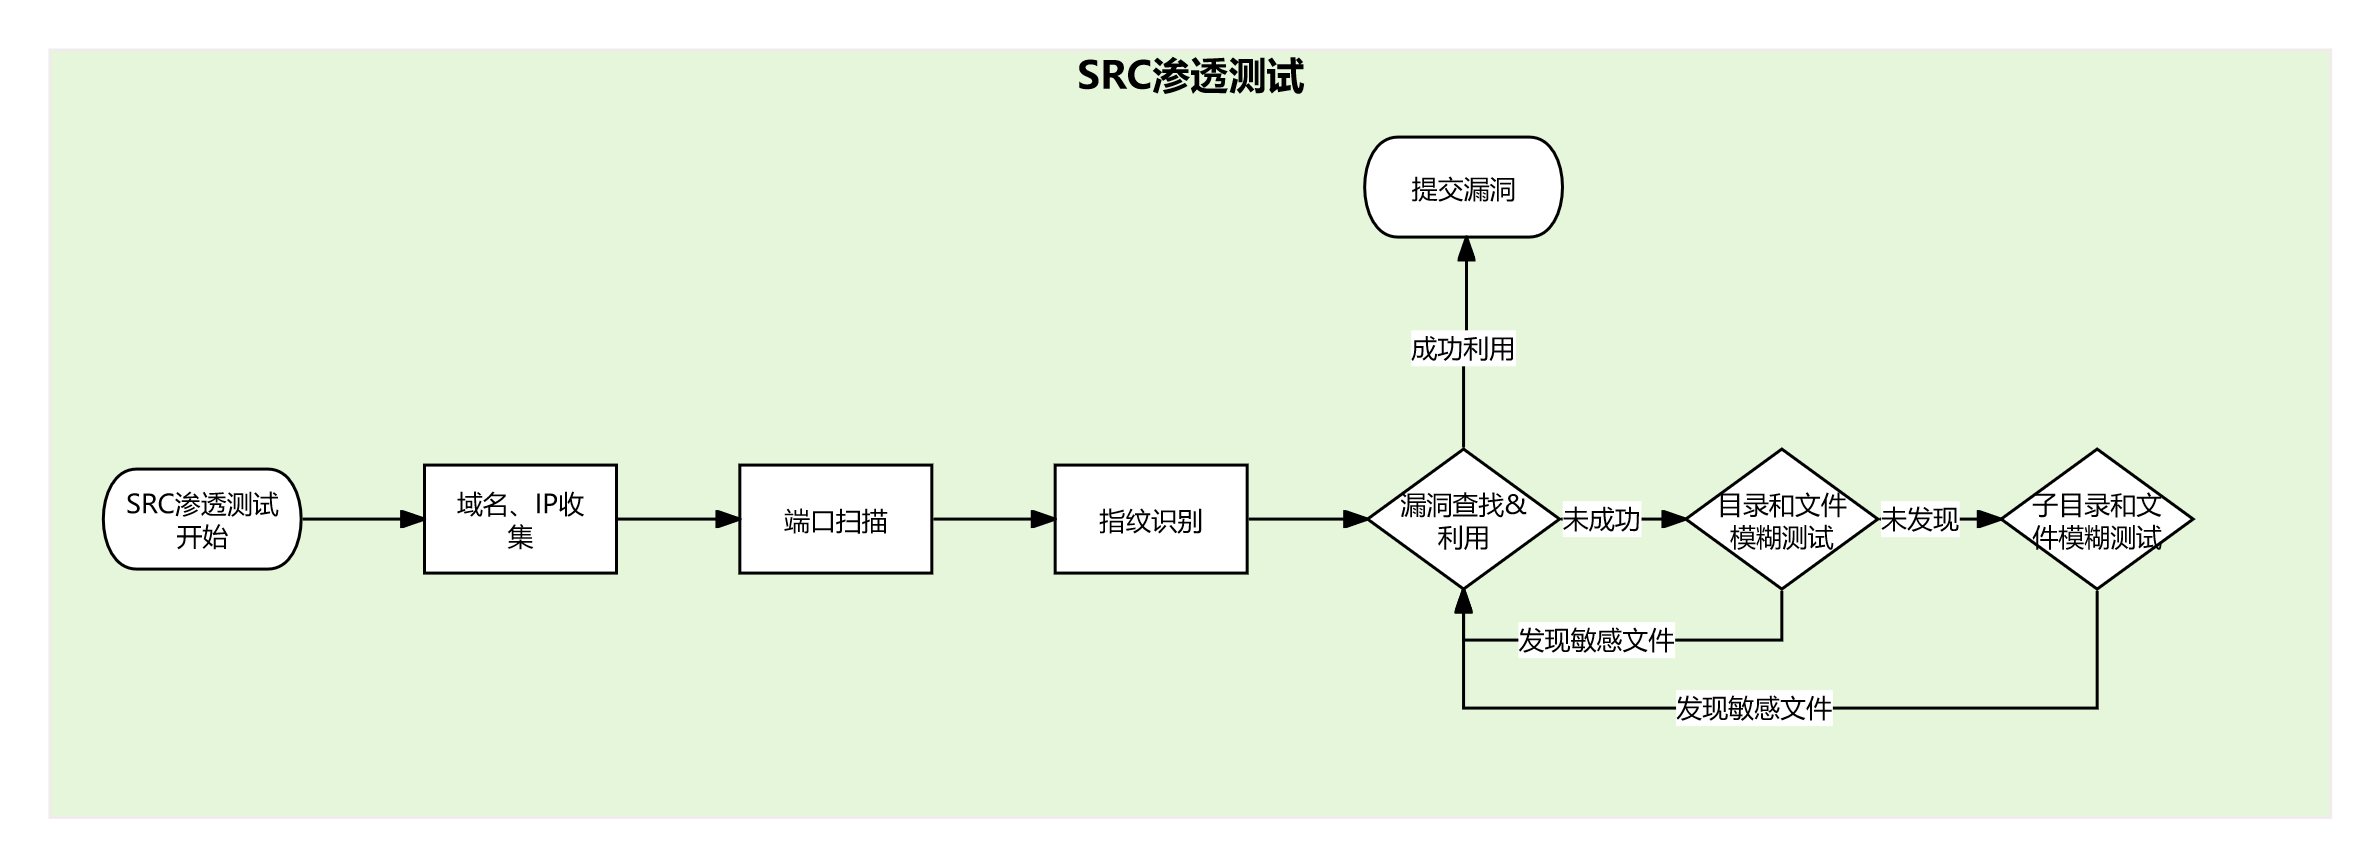 SRC渗透测试
提交漏洞
成功利用
SRC渗透测试
开始
域名、IP收
集
端口扫描
指纹识别
漏洞查找&
利用
未成功
目录和文件
模糊测试
未发现
子目录和文
件模糊测试
发现敏感文件
发现敏感文件